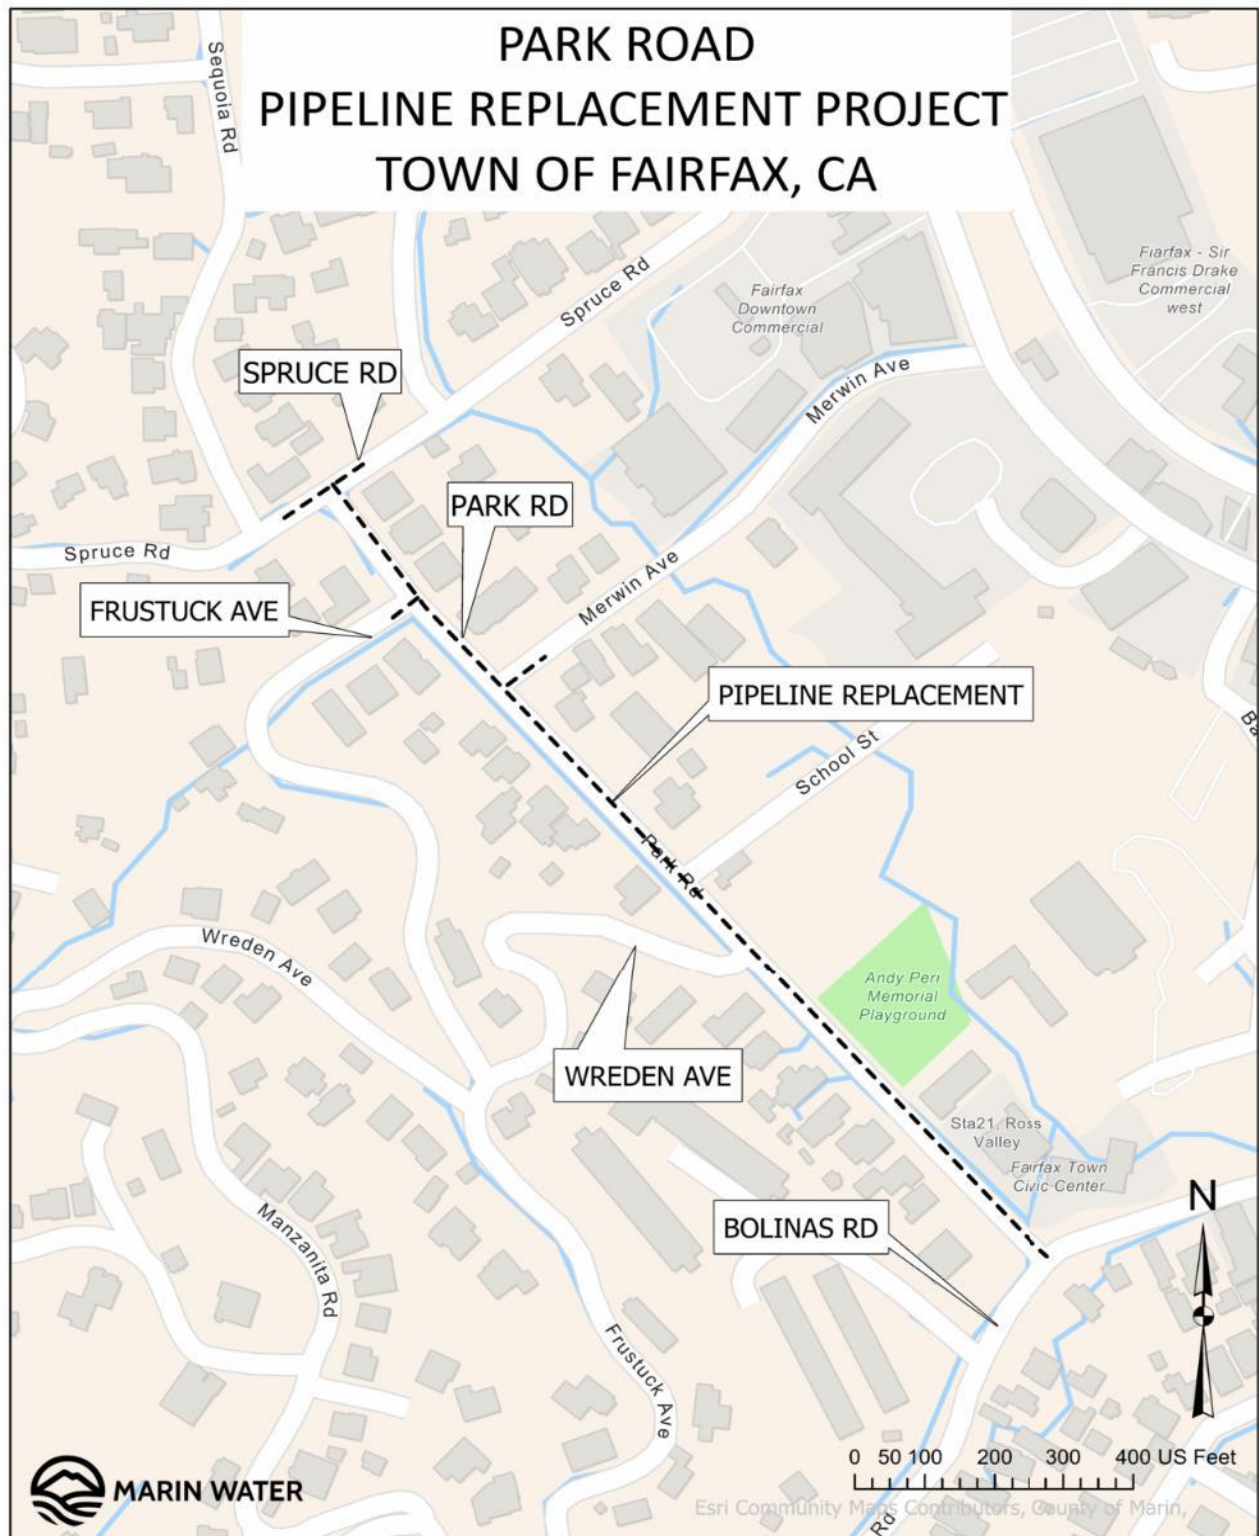 PARK ROAD
PIPELINE REPLACEMENT PROJECT
TOWN OF FAIRFAX, CA
Sequoia Rd
Fiarfax - Sir
Francis Drake
Commercial
west
Fairfax
Downtown
Commercial
Spruce Rd
SPRUCE RD
Merwin Ave
PARK RD
Spruce Rd
Merwin Ave
FRUSTUCK AVE
PIPELINE REPLACEMENT
Ba
School St
Park Rd
Wreden Ave
Andy Peri
Memorial
Playground
WREDEN AVE
Sta21, Ross
Valley
Fairfax Town
Civic Center
N
Manzanita Rd
BOLINAS RD
Frustuck Ave
0 50 100 200 300 400 US Feet
MARIN WATER
Esri Community Maps Contributors, County of Marin,
Rd